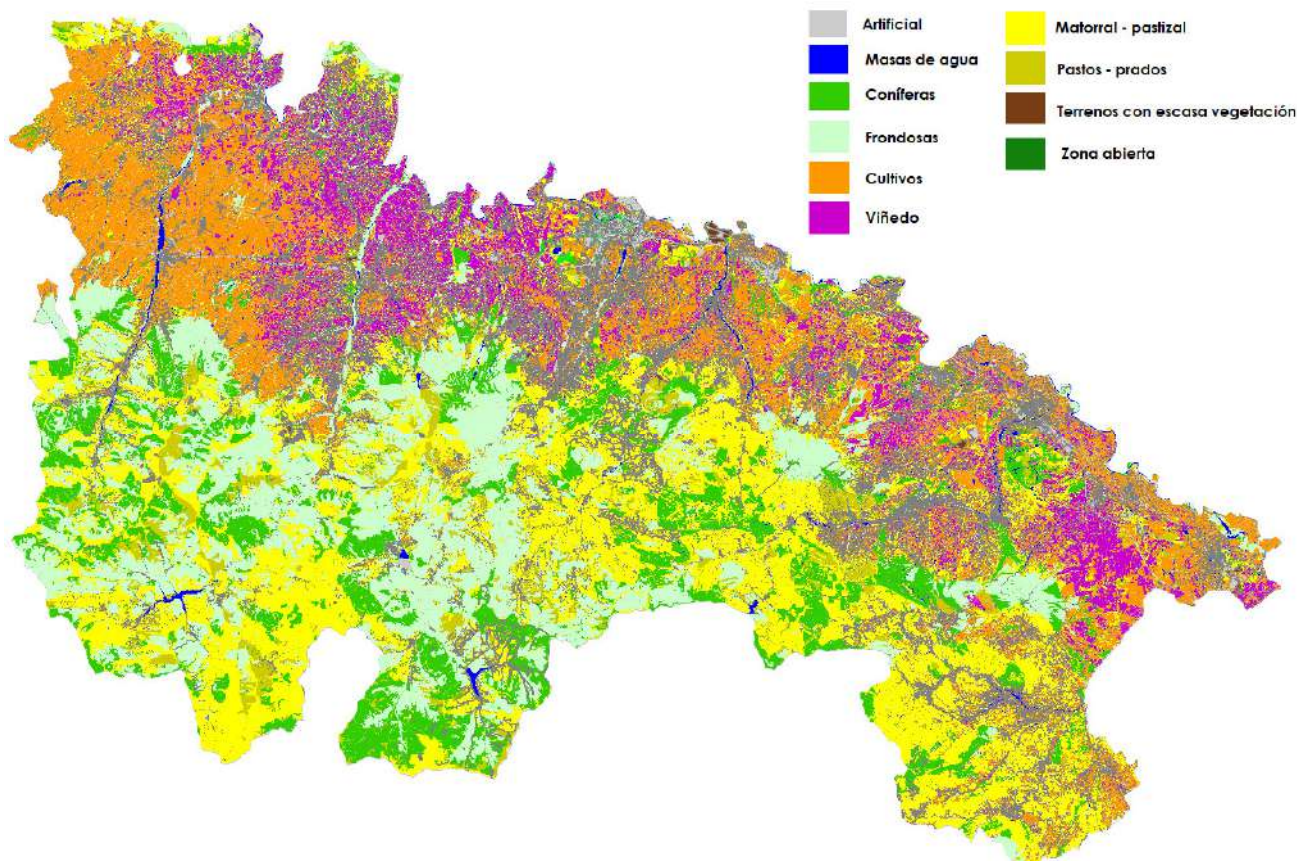 Artificial
Masas de agua
Coníferas
Frondosas
Cultivos
Viñedo
Matorral - pastizal
Pastos - prados
Terrenos con escasa vegetación
Zona abierta